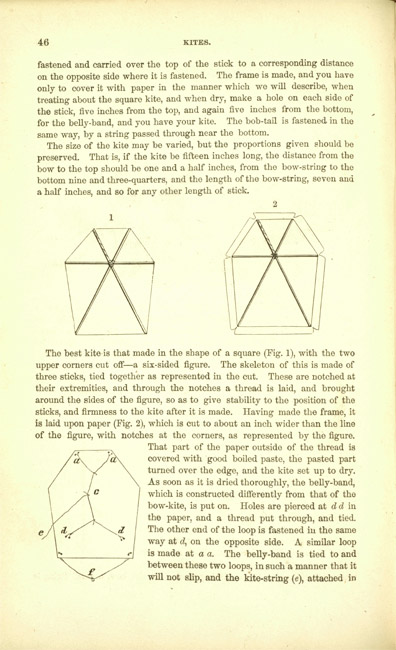 46
KITES.
fastened and carried over the top of the stick to a corresponding distance
on the opposite side where it is fastened. The frame is made, and you have
only to cover it with paper in the manner which we will describe, when
treating about the square kite, and when dry, make a hole on each side of
the stick, five inches from the top, and again five inches from the bottom,
for the belly-band, and you have your kite. The bob-tail is fastened in the
same way, by a string passed through near the bottom.
The size of the kite may be varied, but the proportions given should be
preserved. That is, if the kite be fifteen inches long, the distance from the
bow to the top should be one and a half inches, from the bow-string to the
bottom nine and three-quarters, and the length of the bow-string, seven and
a half inches, and so for any other length of stick.
1
2
The best kite is that made in the shape of a square (Fig. 1), with the two
upper corners cut off—a six-sided figure. The skeleton of this is made of
three sticks, tied together as represented in the cut. These are notched at
their extremities, and through the notches a thread is laid, and brought
around the sides of the figure, so as to give stability to the position of the
sticks, and firmness to the kite after it is made. Having made the frame, it
is laid upon paper (Fig. 2), which is cut to about an inch wider than the line
of the figure, with notches at the corners, as represented by the figure.
That part of the paper outside of the thread is
covered with good boiled paste, the pasted part
turned over the edge, and the kite set up to dry.
As soon as it is dried thoroughly, the belly-band,
which is constructed differently from that of the
bow-kite, is put on. Holes are pierced at d d in
the paper, and a thread put through, and tied.
The other end of the loop is fastened in the same
way at d, on the opposite side. A similar loop
is made at a a. The belly-band is tied to and
between these two loops, in such a manner that it
will not slip, and the kite-string (e), attached in
a a
c
e d d
f